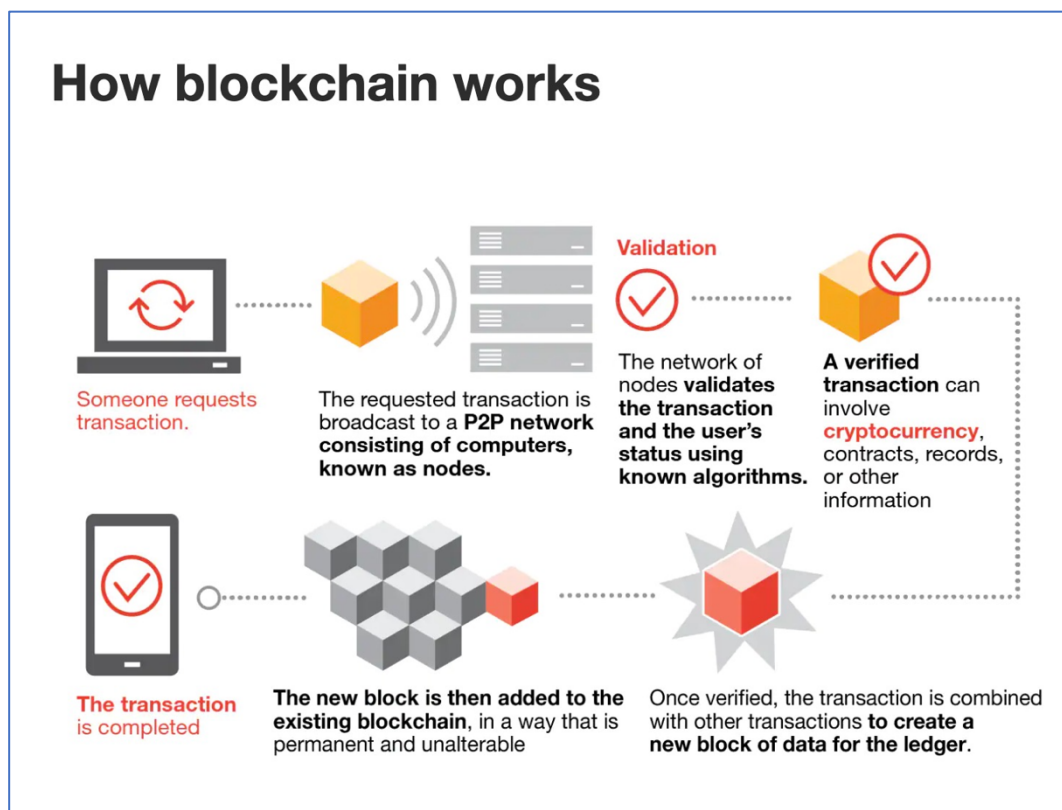 How blockchain works
Someone requests
transaction.
The requested transaction is
broadcast to a P2P network
consisting of computers,
known as nodes.
Validation
The network of
nodes validates
the transaction
and the user's
status using
known algorithms.
A verified
transaction can
involve
cryptocurrency,
contracts, records,
or other
information
Once verified, the transaction is combined
with other transactions to create a
new block of data for the ledger.
The new block is then added to the
existing blockchain, in a way that is
permanent and unalterable
The transaction
is completed